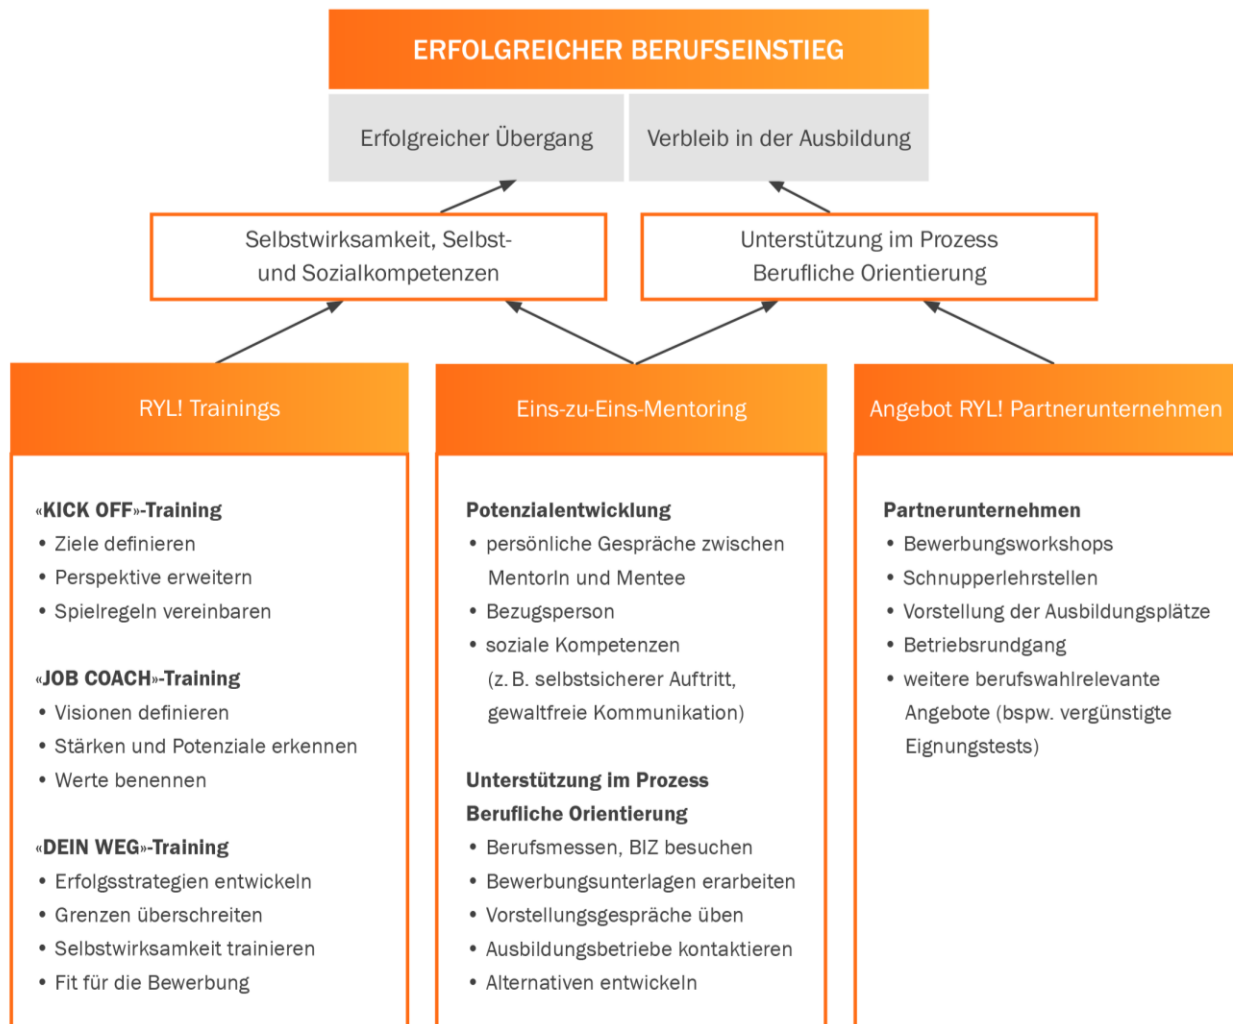 ERFOLGREICHER BERUFSEINSTIEG
Erfolgreicher Übergang
Verbleib in der Ausbildung
Selbstwirksamkeit, Selbst-
und Sozialkompetenzen
Unterstützung im Prozess
Berufliche Orientierung
RYL! Trainings
«KICK OFF»-Training
• Ziele definieren
• Perspektive erweitern
• Spielregeln vereinbaren
«JOB COACH»-Training
• Visionen definieren
• Stärken und Potenziale erkennen
• Werte benennen
«DEIN WEG»-Training
• Erfolgsstrategien entwickeln
• Grenzen überschreiten
• Selbstwirksamkeit trainieren
• Fit für die Bewerbung
Eins-zu-Eins-Mentoring
Potenzialentwicklung
• persönliche Gespräche zwischen
MentorIn und Mentee
• Bezugsperson
• soziale Kompetenzen
(z. B. selbstsicherer Auftritt,
gewaltfreie Kommunikation)
Unterstützung im Prozess
Berufliche Orientierung
• Berufsmessen, BIZ besuchen
• Bewerbungsunterlagen erarbeiten
• Vorstellungsgespräche üben
• Ausbildungsbetriebe kontaktieren
• Alternativen entwickeln
Angebot RYL! Partnerunternehmen
Partnerunternehmen
• Bewerbungsworkshops
• Schnupperlehrstellen
• Vorstellung der Ausbildungsplätze
• Betriebsrundgang
• weitere berufswahlrelevante
Angebote (bspw. vergünstigte
Eignungstests)